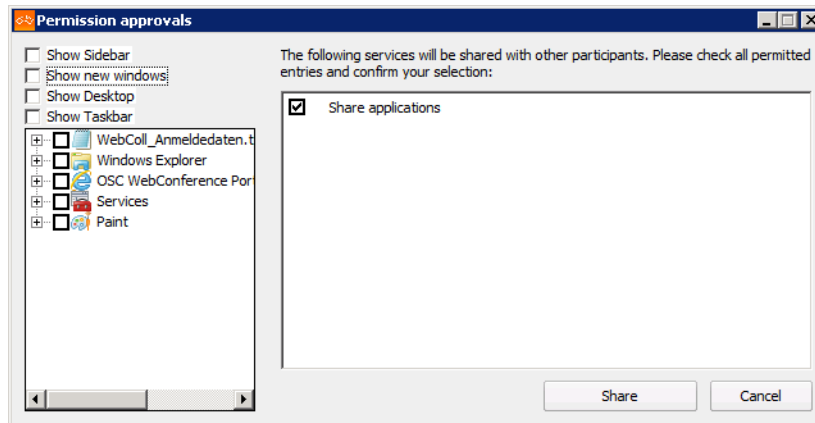 Permission approvals
Show Sidebar
Show new windows
Show Desktop
Show Taskbar
WebColl_Anmeldedaten.t
Windows Explorer
OSC WebConference Por
Services
Paint
The following services will be shared with other participants. Please check all permitted
entries and confirm your selection:
Share applications
Share
Cancel